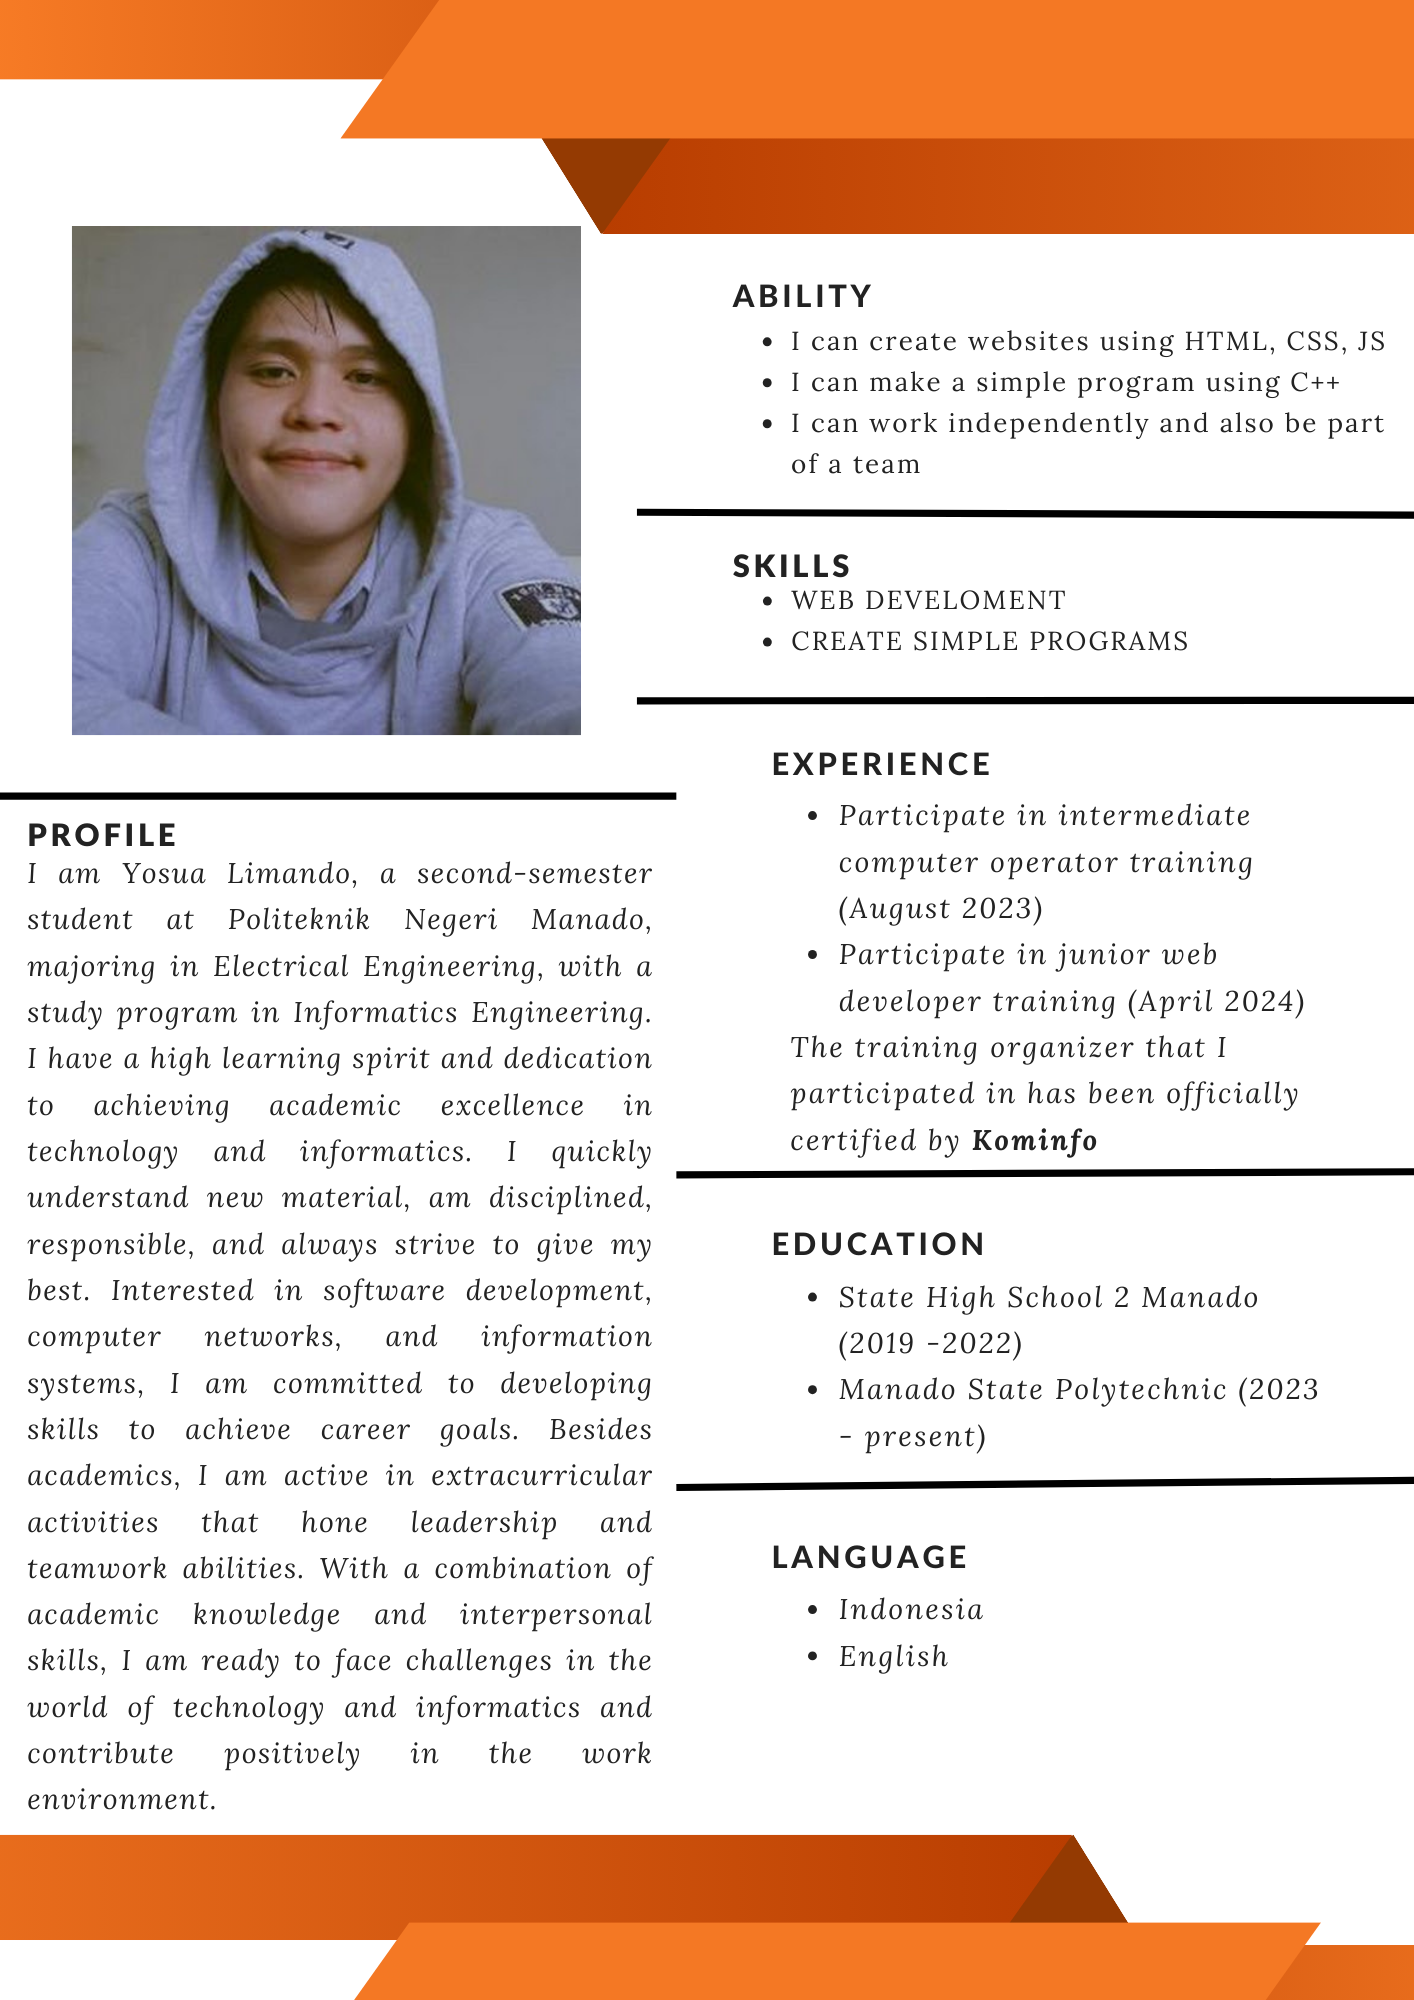 ABILITY
• I can create websites using HTML, CSS, JS
• I can make a simple program using C++
• I can work independently and also be part
of a team
SKILLS
• WEB DEVELOMENT
• CREATE SIMPLE PROGRAMS
EXPERIENCE
• Participate in intermediate
computer operator training
(August 2023)
• Participate in junior web
developer training (April 2024)
The training organizer that I
participated in has been officially
certified by Kominfo
EDUCATION
• State High School 2 Manado
(2019 -2022)
• Manado State Polytechnic (2023
- present)
LANGUAGE
• Indonesia
• English
PROFILE
I am Yosua Limando, a second-semester
student at Politeknik Negeri Manado,
majoring in Electrical Engineering, with a
study program in Informatics Engineering.
I have a high learning spirit and dedication
to achieving academic excellence in
technology and informatics. I quickly
understand new material, am disciplined,
responsible, and always strive to give my
best. Interested in software development,
computer networks, and information
systems, I am committed to developing
skills to achieve career goals. Besides
academics, I am active in extracurricular
activities that hone leadership and
teamwork abilities. With a combination of
academic knowledge and interpersonal
skills, I am ready to face challenges in the
world of technology and informatics and
contribute positively in the work
environment.